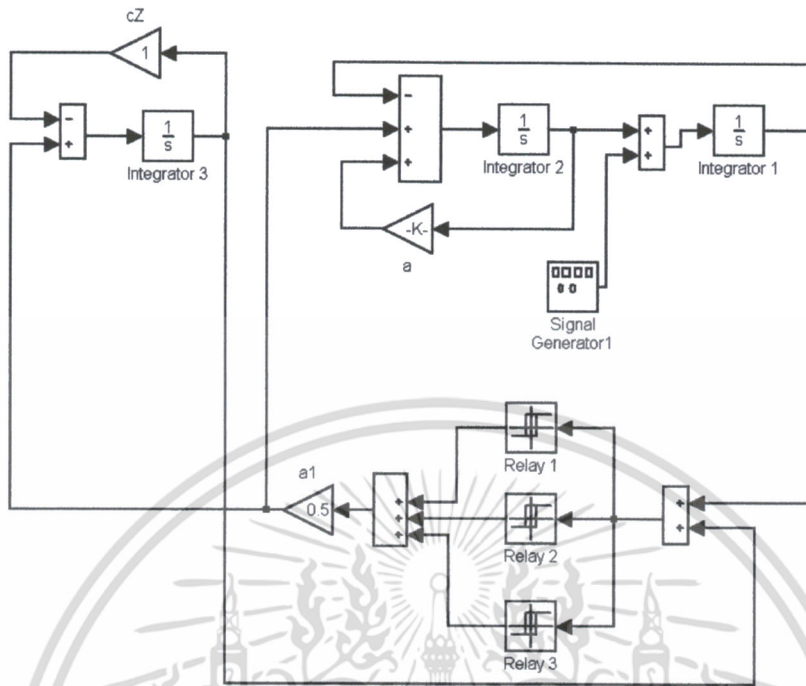 cZ
1
-
+
1
s
Integrator 3
-
+
+
1
s
Integrator 2
+
+
1
s
Integrator 1
-K-
a
Signal
Generator1
Relay 1
a1
0.5
+
+
+
Relay 2
+
+
Relay 3